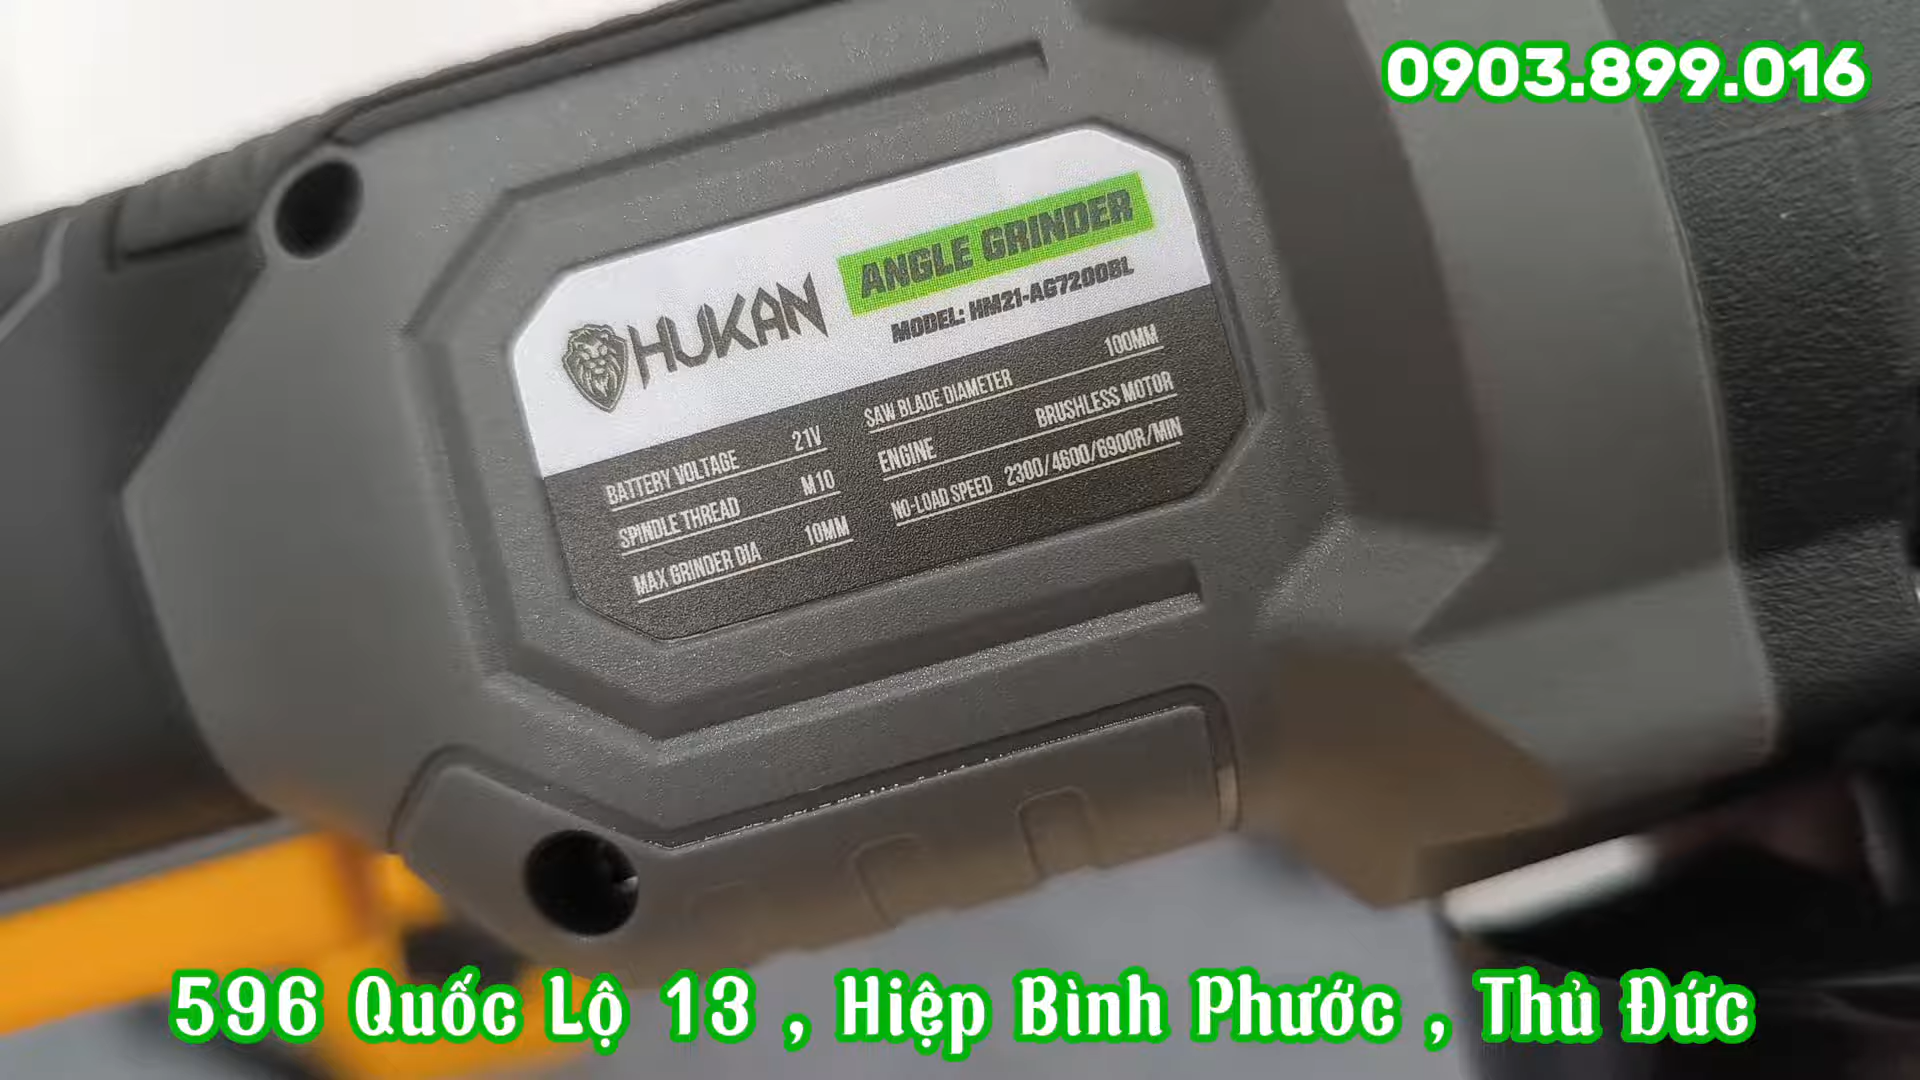 0903.899.016
ANGLE GRINDER
HUKAN
MODEL: HM21-AG7200BL
BATTERY VOLTAGE 21V
SPINDLE THREAD M10
MAX GRINDER DIA 10MM
SAW BLADE DIAMETER 100MM
ENGINE BRUSHLESS MOTOR
NO-LOAD SPEED 2300/4600/6900R/MIN
596 Quốc Lộ 13 , Hiệp Bình Phước , Thủ Đức